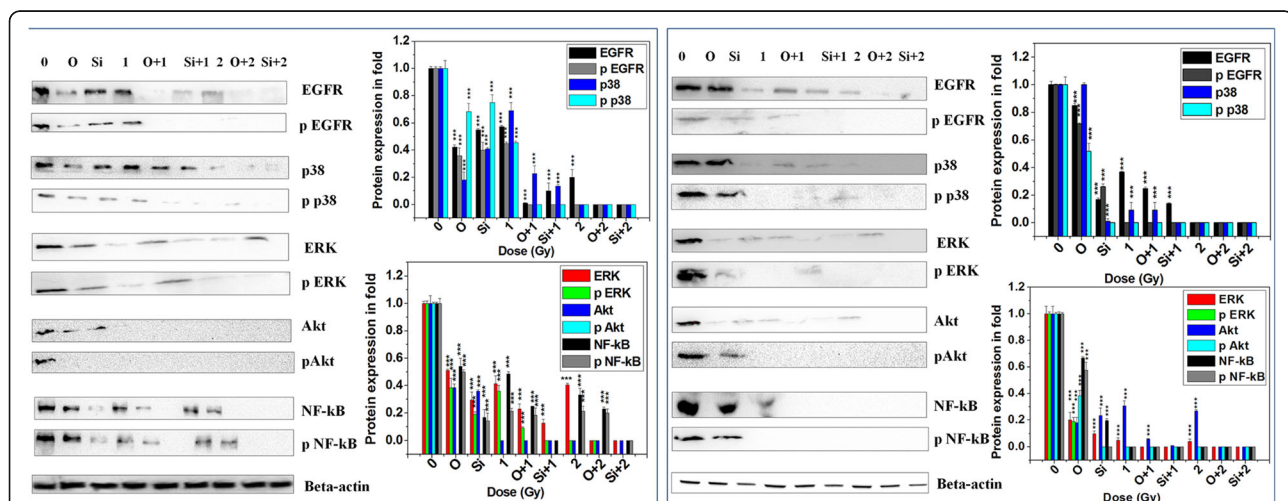 0 O Si 1 O+1 Si+1 2 O+2 Si+2
EGFR
p EGFR
p38
p p38
ERK
p ERK
Akt
pAkt
NF-kB
p NF-kB
Beta-actin
Protein expression in fold
1.2
1.0
0.8
0.6
0.4
0.2
0.0
EGFR
p EGFR
p38
p p38
0 O Si 1 O+1 Si+1 2 O+2 Si+2
Dose (Gy)
Protein expression in fold
1.2
1.0
0.8
0.6
0.4
0.2
0.0
ERK
p ERK
Akt
p Akt
NF-kB
p NF-kB
0 O Si 1 O+1 Si+1 2 O+2 Si+2
Dose (Gy)
0 O Si 1 O+1 Si+1 2 O+2 Si+2
EGFR
p EGFR
p38
p p38
ERK
p ERK
Akt
pAkt
NF-kB
p NF-kB
Beta-actin
Protein expression in fold
1.2
1.0
0.8
0.6
0.4
0.2
0.0
EGFR
p EGFR
p38
p p38
0 O Si 1 O+1 Si+1 2 O+2 Si+2
Dose (Gy)
Protein expression in fold
1.2
1.0
0.8
0.6
0.4
0.2
0.0
ERK
p ERK
Akt
p Akt
NF-kB
p NF-kB
0 O Si 1 O+1 Si+1 2 O+2 Si+2
Dose (Gy)